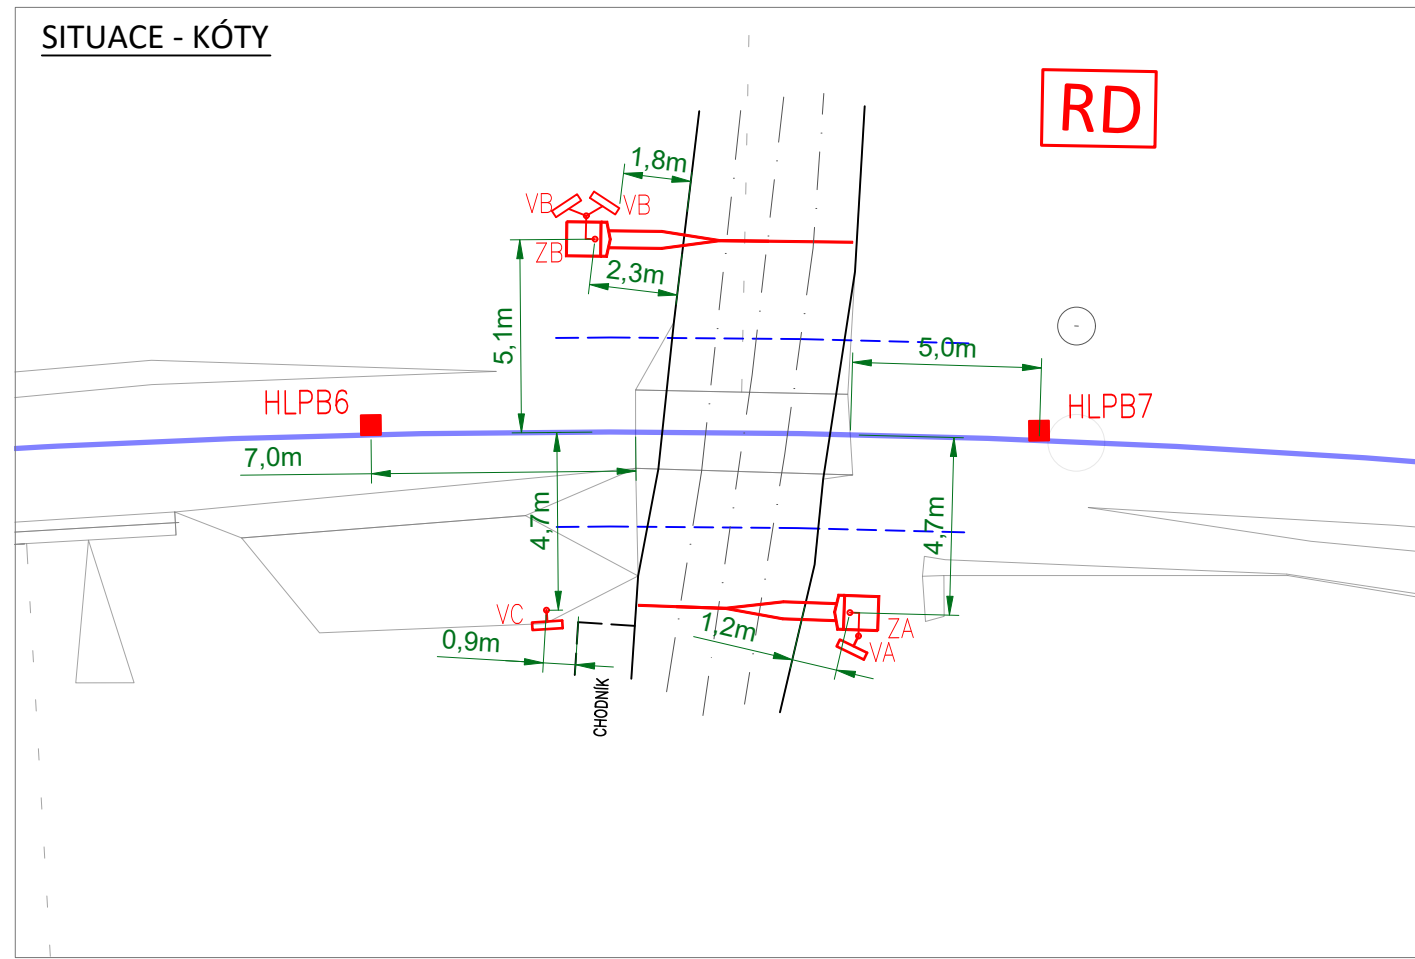 SITUACE - KÓTY
RD
1,8m
VB
VB
ZB
2,3m
5,1m
5,0m
HLPB6
HLPB7
7,0m
4,7m
4,7m
VC
1,2m
ZA
0,9m
VA
CHODNÍK